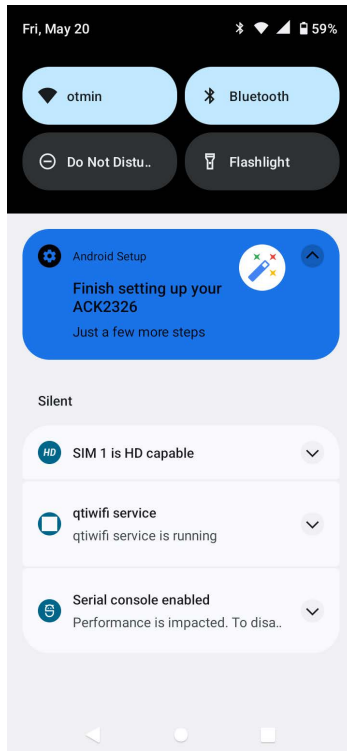 Fri, May 20
59%
otmin
Bluetooth
Do Not Distu..
Flashlight
Android Setup
Finish setting up your
ACK2326
Just a few more steps
Silent
HD
SIM 1 is HD capable
qtiwifi service
qtiwifi service is running
Serial console enabled
Performance is impacted. To disa..